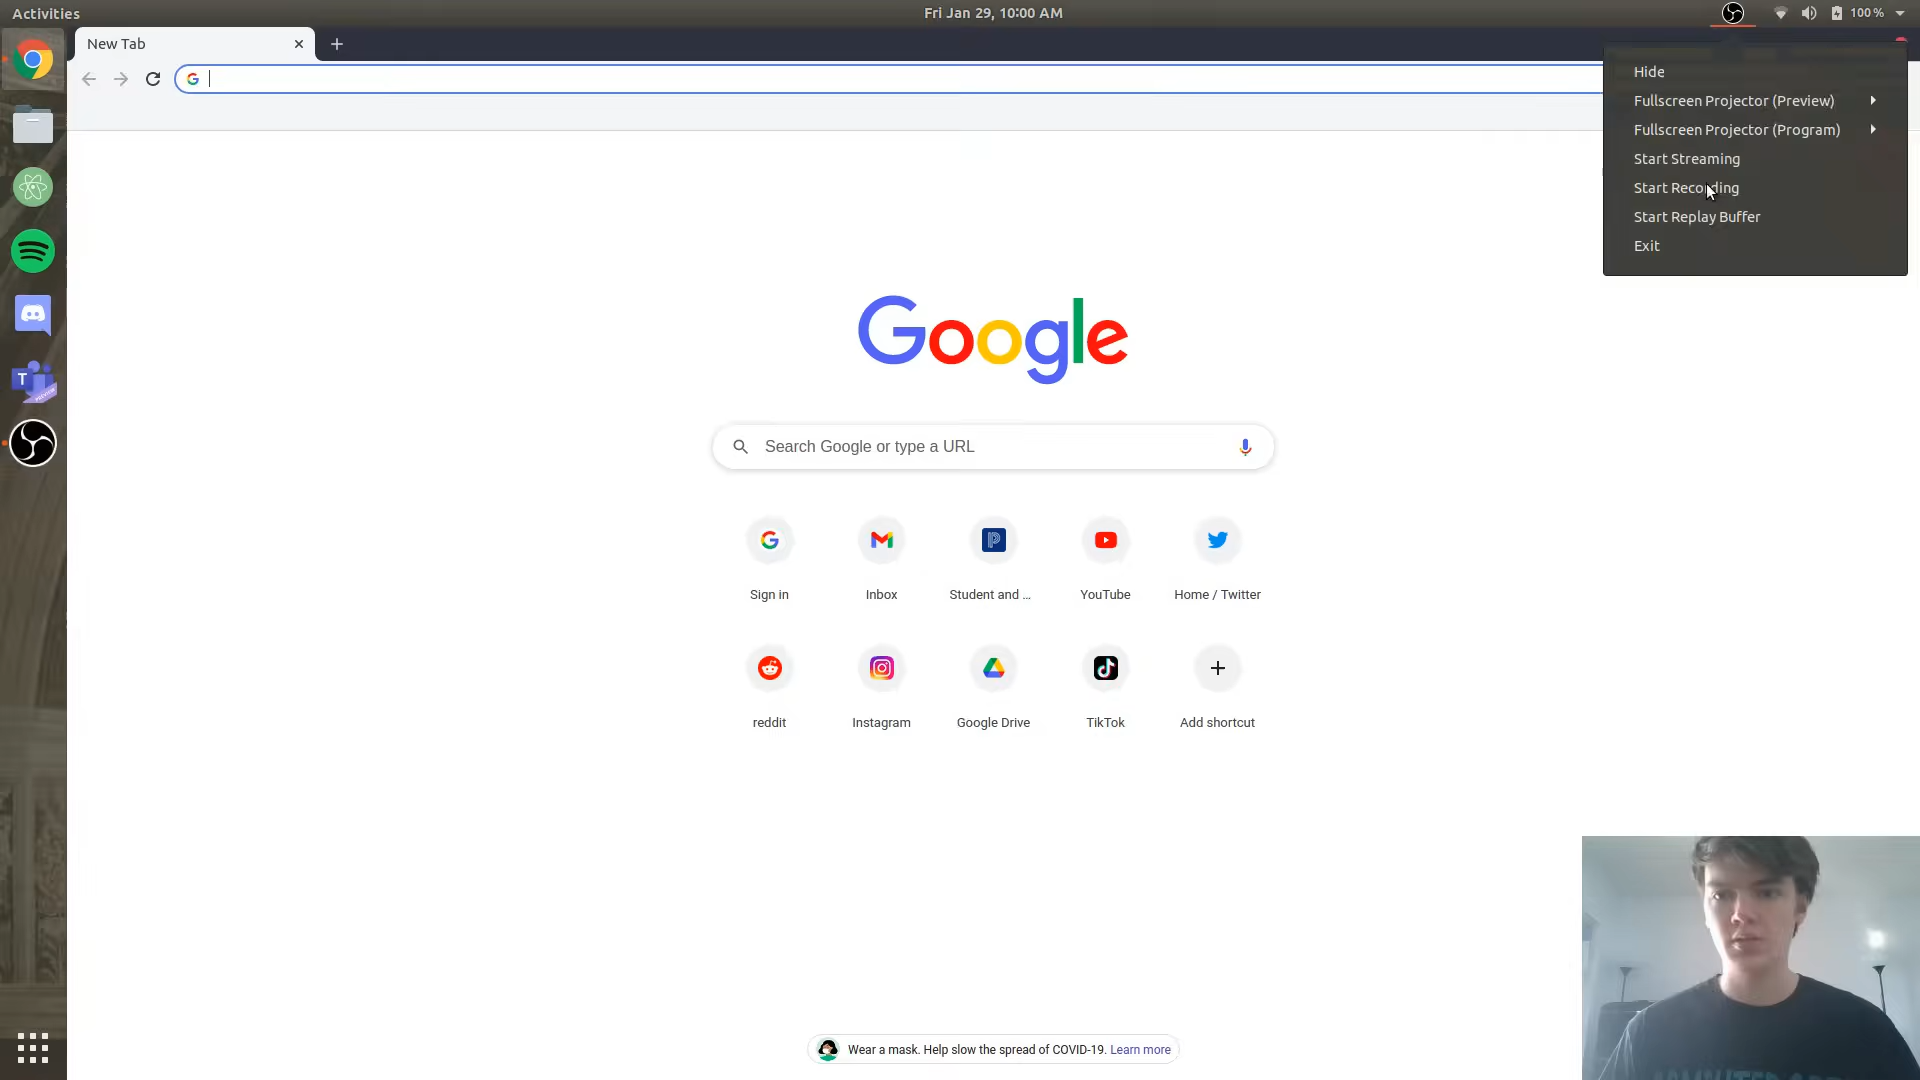 Activities
Fri Jan 29, 10:00 AM
100 %
New Tab
Hide
Fullscreen Projector (Preview)
Fullscreen Projector (Program)
Start Streaming
Start Recording
Start Replay Buffer
Exit
Google
Search Google or type a URL
Sign in
Inbox
Student and ...
YouTube
Home / Twitter
reddit
Instagram
Google Drive
TikTok
Add shortcut
Wear a mask. Help slow the spread of COVID-19. Learn more